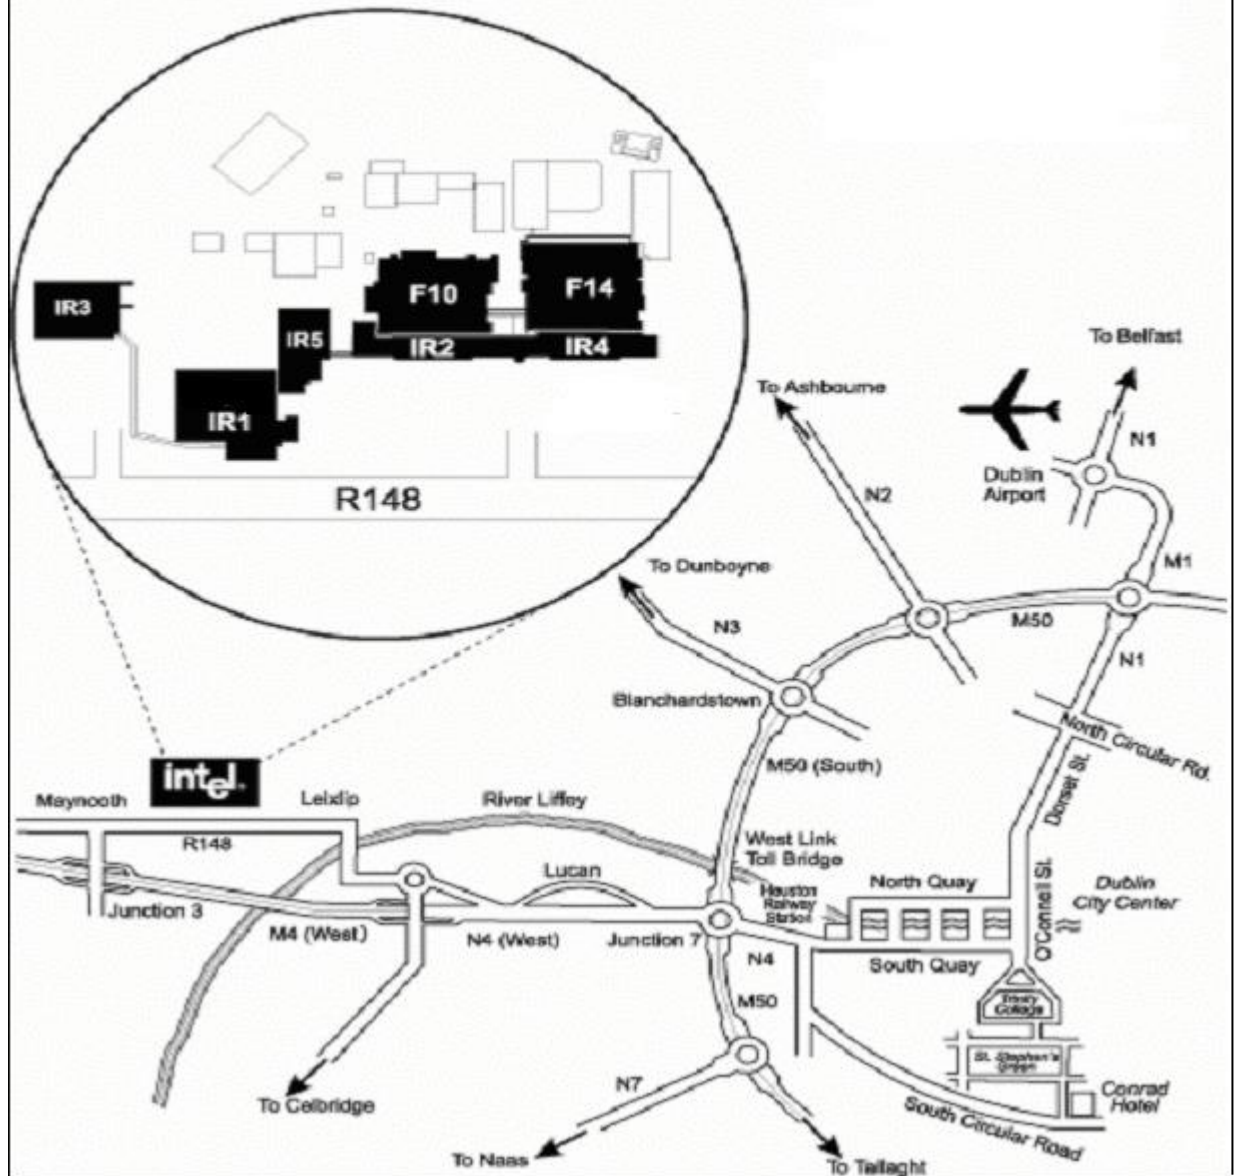 F10
F14
IR3
IR5
IR2
IR4
IR1
R148
To Belfast
To Ashbourne
N1
Dublin
Airport
N2
M1
To Dunboyne
M50
N3
N1
Blanchardstown
North Circular Rd.
M50 (South)
intel
Maynooth
Leixlip
River Liffey
Dorset St.
R148
West Link
Toll Bridge
Lucan
North Quay
Heuston
Railway
Station
Dublin
City Center
O'Connell St.
Junction 3
M4 (West)
N4 (West)
Junction 7
N4
South Quay
M50
Trinity
College
St. Stephen's
Green
N7
To Celbridge
Conrad
Hotel
South Circular Road
To Naas
To Tallaght